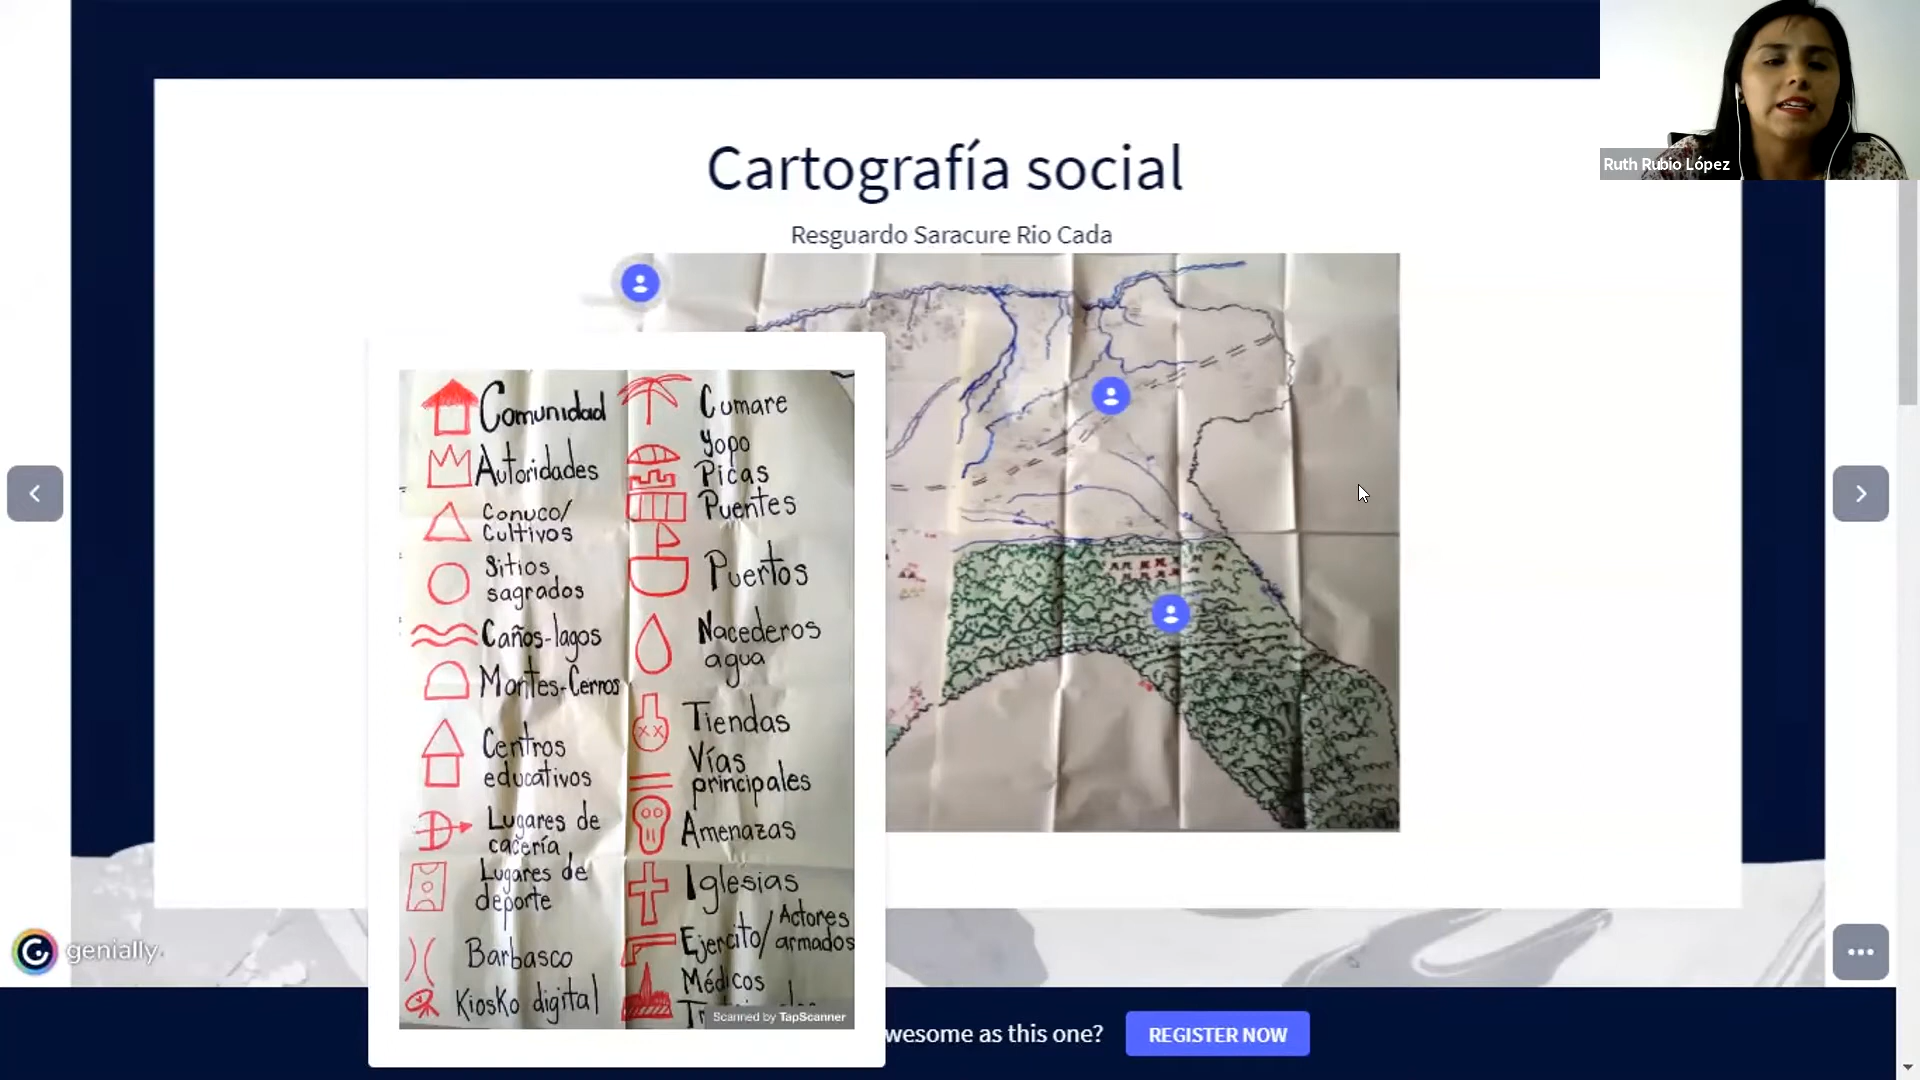 Ruth Rubio López
Cartografía social
Resguardo Saracure Rio Cada
Comunidad
Autoridades
Conuco/
Cultivos
Sitios
sagrados
Caños-lagos
Montes-Cerros
Centros
educativos
Lugares de
cacería
Lugares de
deporte
Barbasco
Kiosko digital
Cumare
Yopo
Picas
Puentes
Puertos
Nacederos
agua
Tiendas
Vías
principales
Amenazas
Iglesias
Ejercito/ Actores
armados
Médicos
Scanned by TapScanner
genially
wesome as this one?
REGISTER NOW